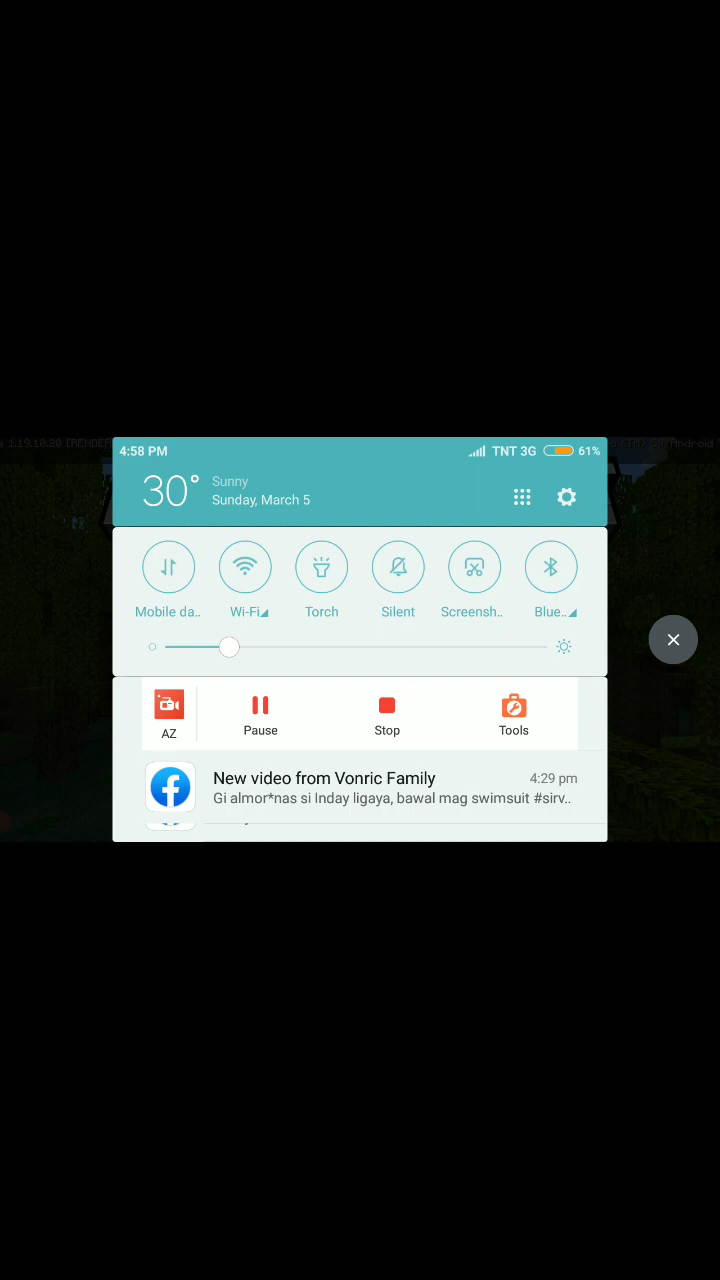 4:58 PM TNT 3G 61%
30° Sunny
Sunday, March 5
Mobile da.. Wi-Fi Torch Silent Screensh.. Blue..
AZ Pause Stop Tools
New video from Vonric Family 4:29 pm
Gi almor*nas si Inday ligaya, bawal mag swimsuit #sirv..